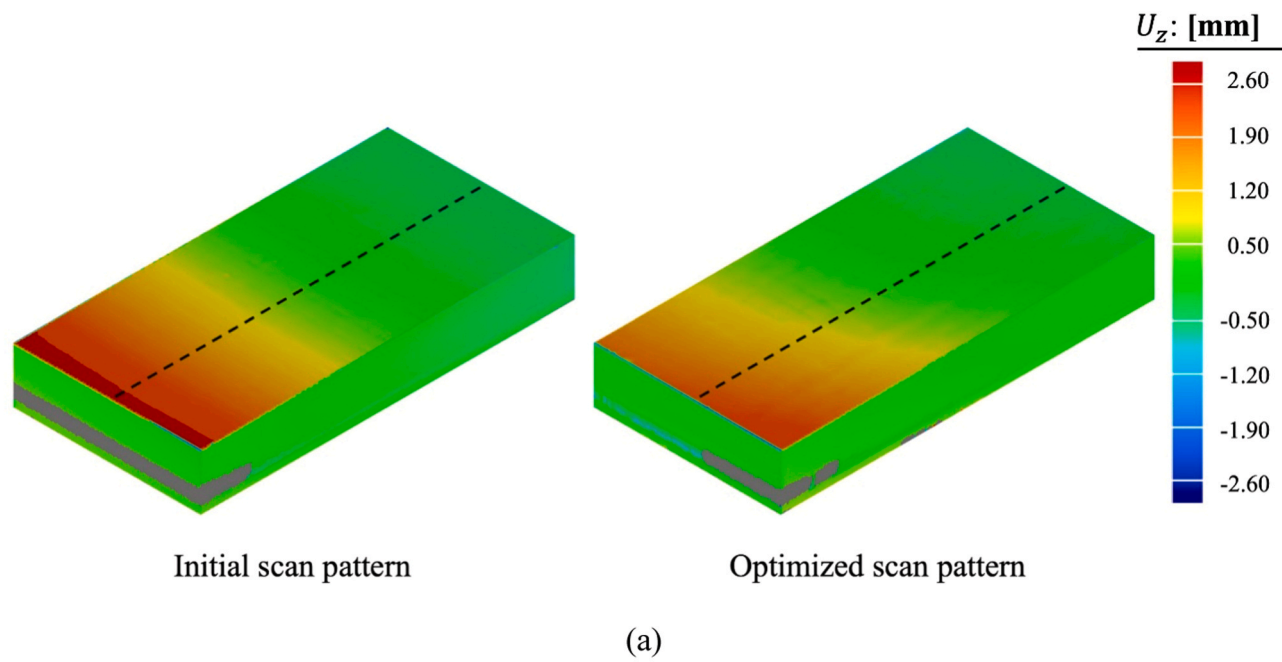 U_z: [mm]
2.60
1.90
1.20
0.50
-0.50
-1.20
-1.90
-2.60
Initial scan pattern
Optimized scan pattern
(a)